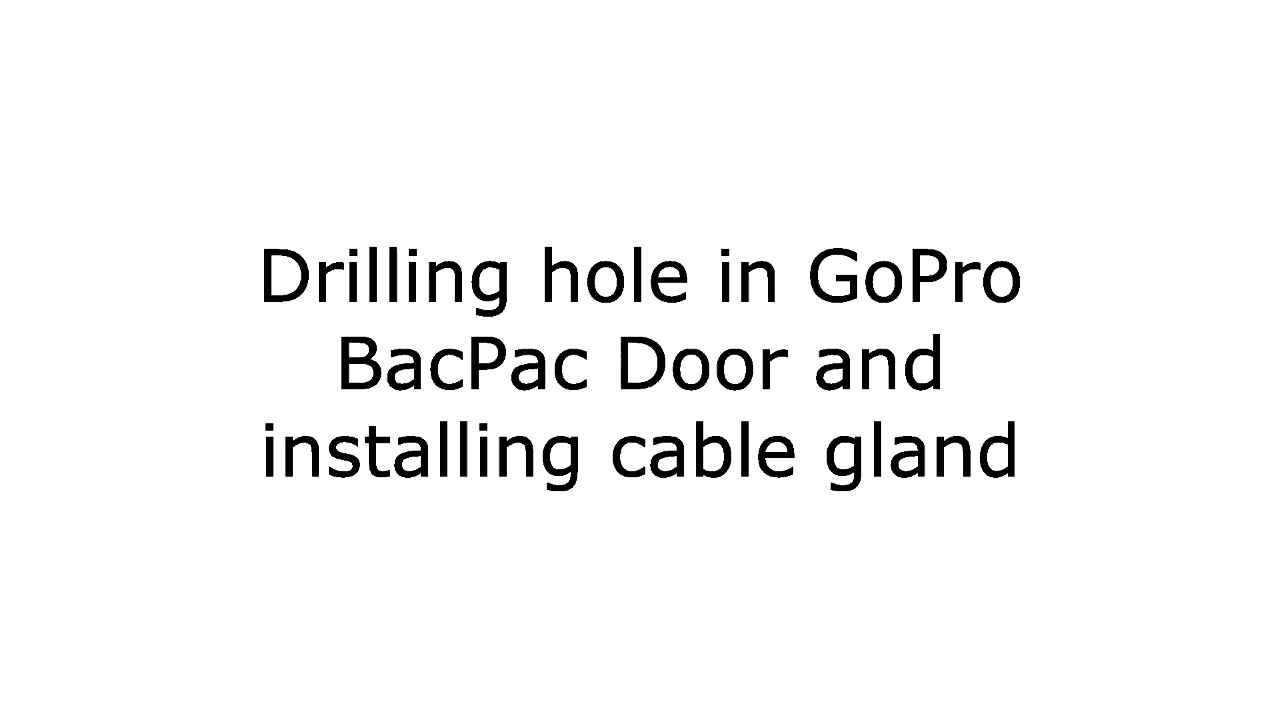 Drilling hole in GoPro
BacPac Door and
installing cable gland